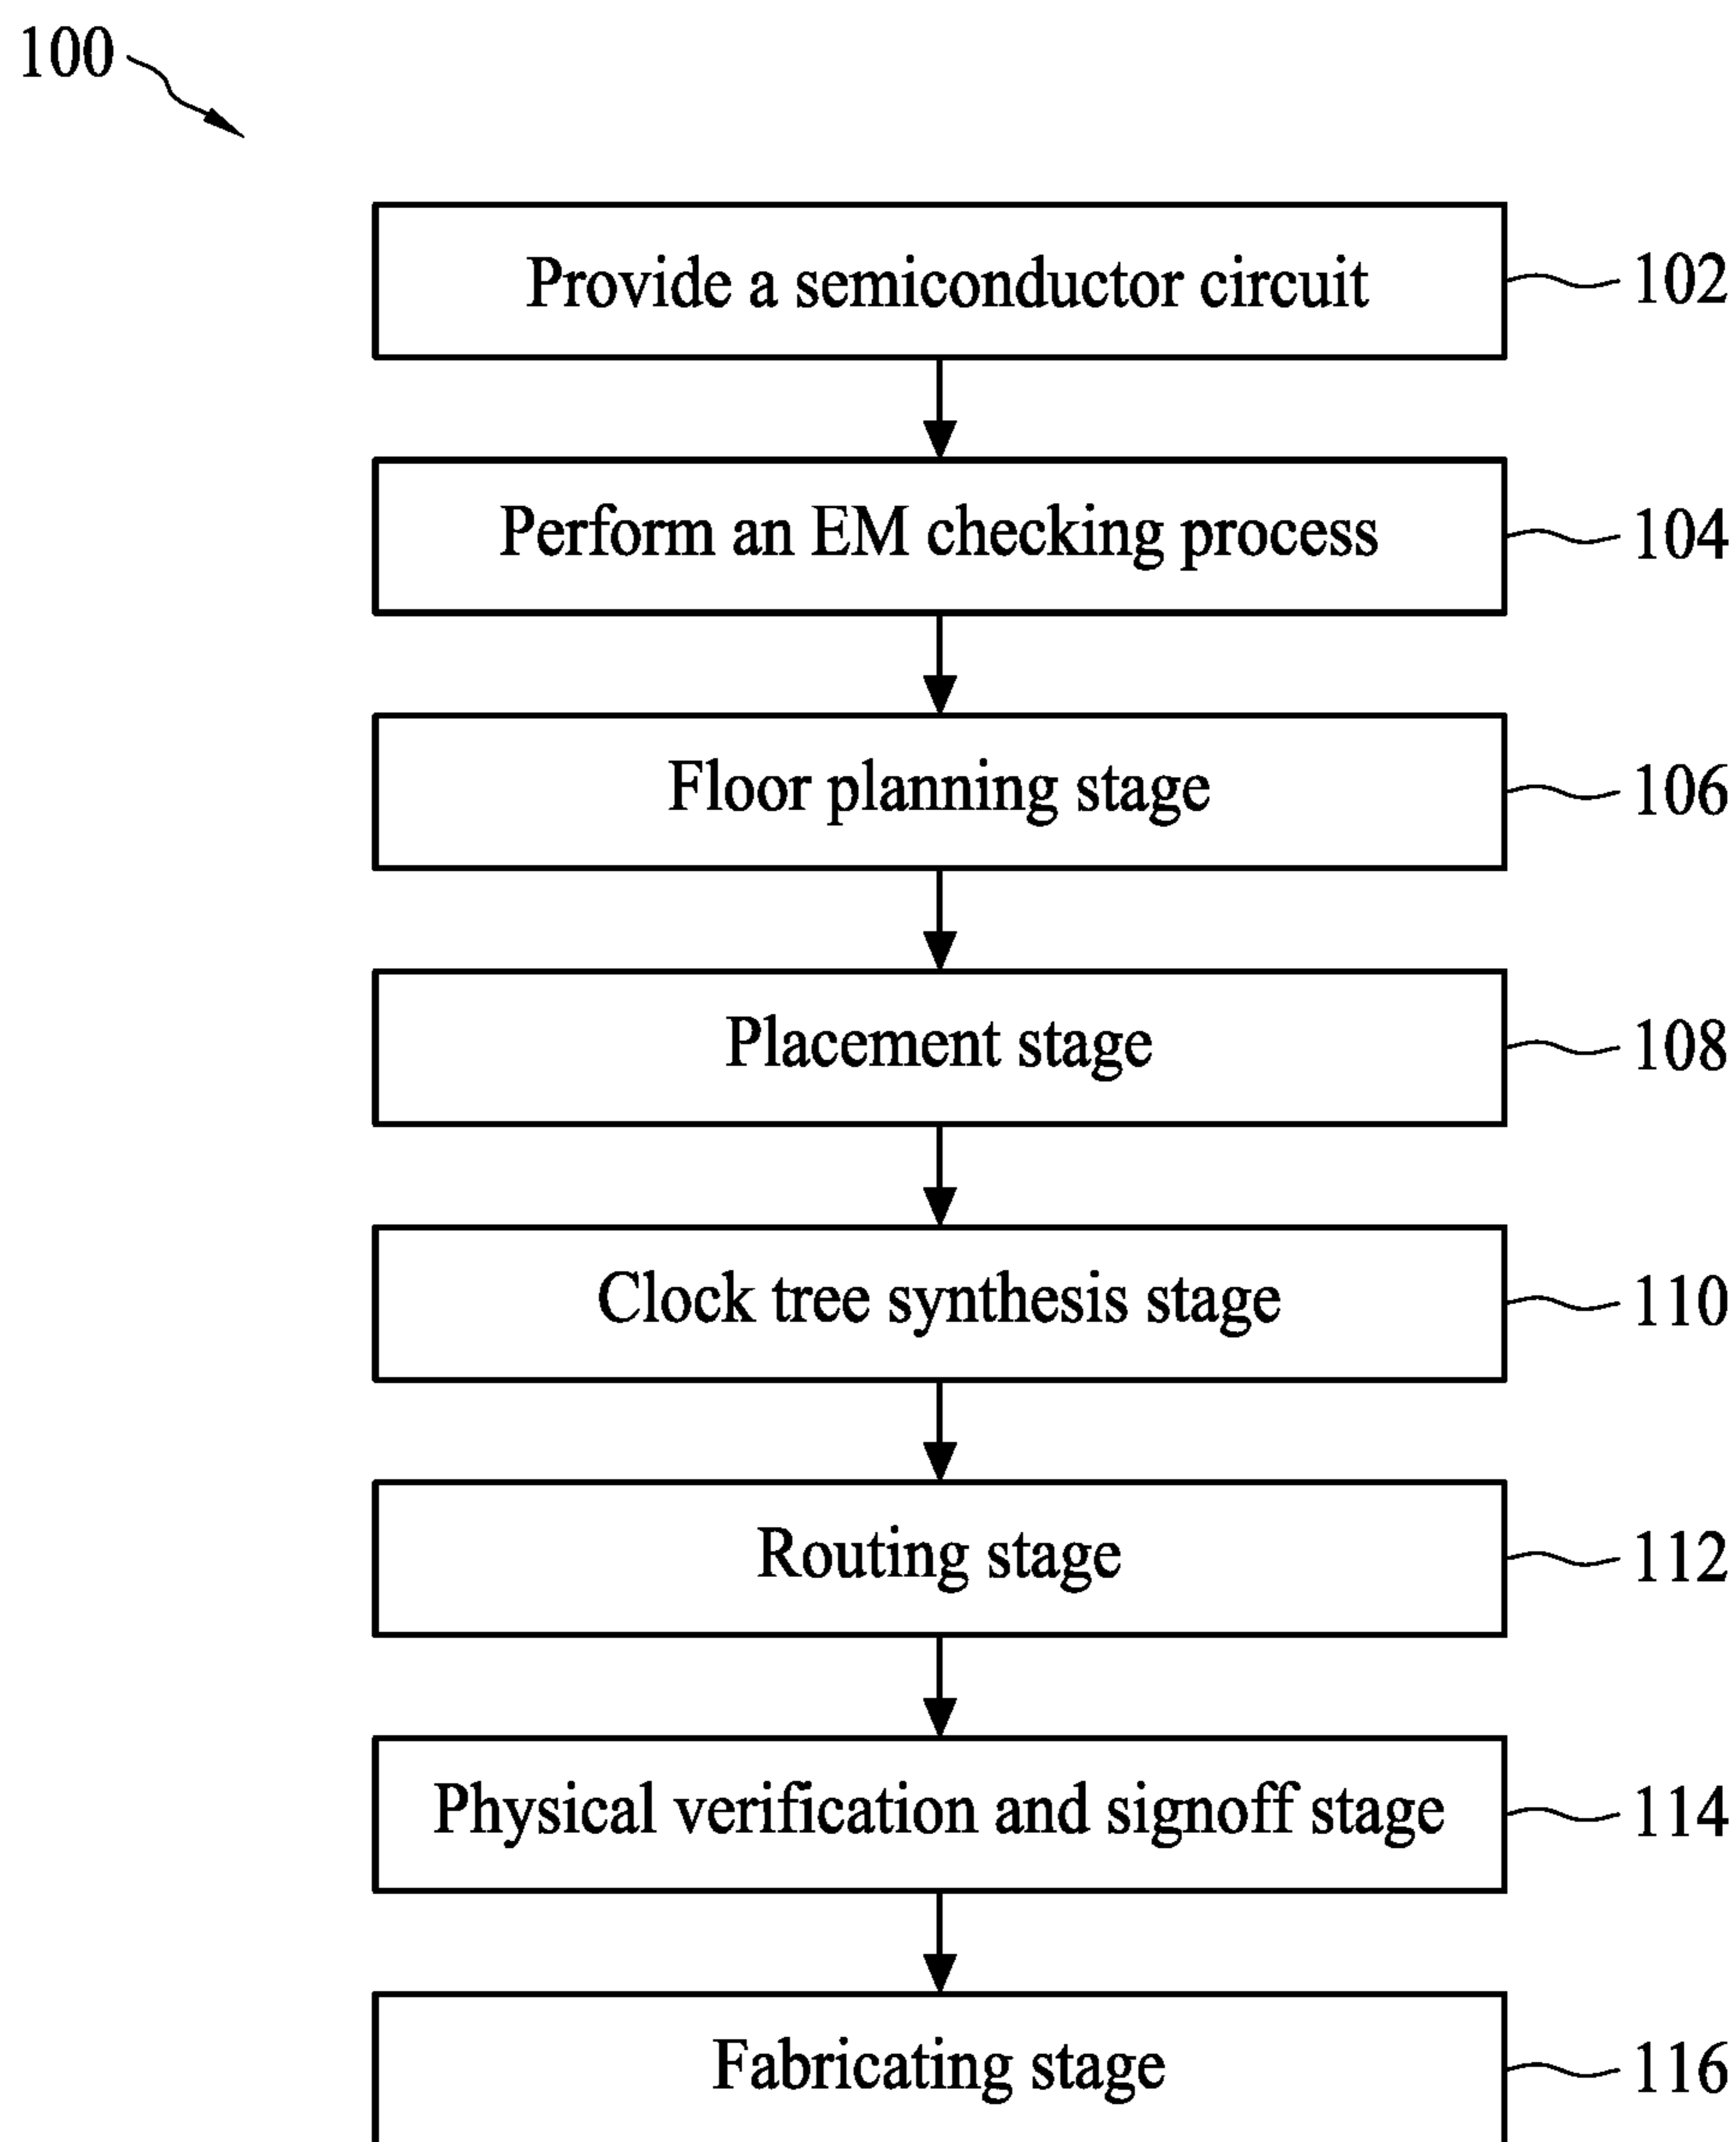 100
Provide a semiconductor circuit 102
Perform an EM checking process 104
Floor planning stage 106
Placement stage 108
Clock tree synthesis stage 110
Routing stage 112
Physical verification and signoff stage 114
Fabricating stage 116